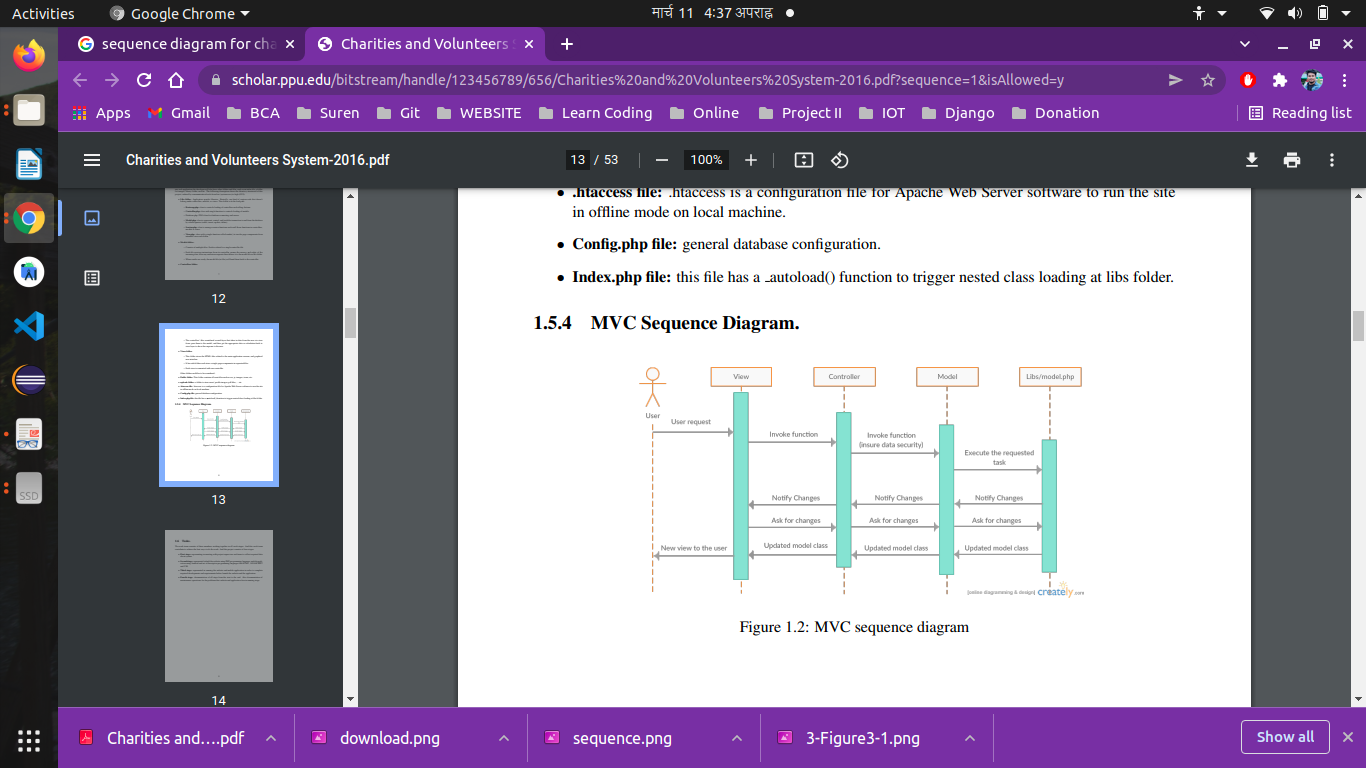 Activities
Google Chrome
मार्च 11 4:37 अपराह्न
sequence diagram for cha
Charities and Volunteers S
scholar.ppu.edu/bitstream/handle/123456789/656/Charities%20and%20Volunteers%20System-2016.pdf?sequence=1&isAllowed=y
Apps
Gmail
BCA
Suren
Git
WEBSITE
Learn Coding
Online
Project II
IOT
Django
Donation
Reading list
Charities and Volunteers System-2016.pdf
13 / 53
100%
12
13
14
• .htaccess file: .htaccess is a configuration file for Apache Web Server software to run the site
in offline mode on local machine.
• Config.php file: general database configuration.
• Index.php file: this file has a _autoload() function to trigger nested class loading at libs folder.
1.5.4 MVC Sequence Diagram.
View
Controller
Model
Libs/model.php
User
User request
Invoke function
Invoke function
(insure data security)
Execute the requested
task
Notify Changes
Notify Changes
Notify Changes
Ask for changes
Ask for changes
Ask for changes
New view to the user
Updated model class
Updated model class
Updated model class
[online diagramming & design] creately.com
Figure 1.2: MVC sequence diagram
SSD
Charities and....pdf
download.png
sequence.png
3-Figure3-1.png
Show all